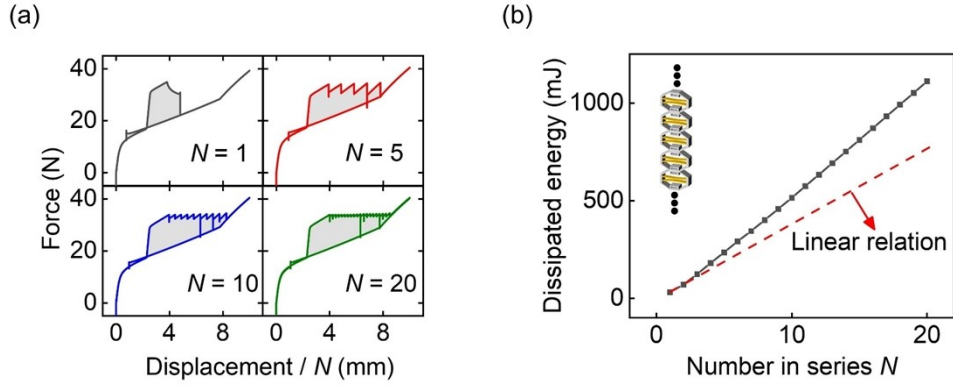 (a)
40
20
0
N = 1
N = 5
40
20
0
N = 10
N = 20
0
4
8
0
4
8
Force (N)
Displacement / N (mm)
(b)
1000
500
0
0
10
20
Dissipated energy (mJ)
Linear relation
Number in series N